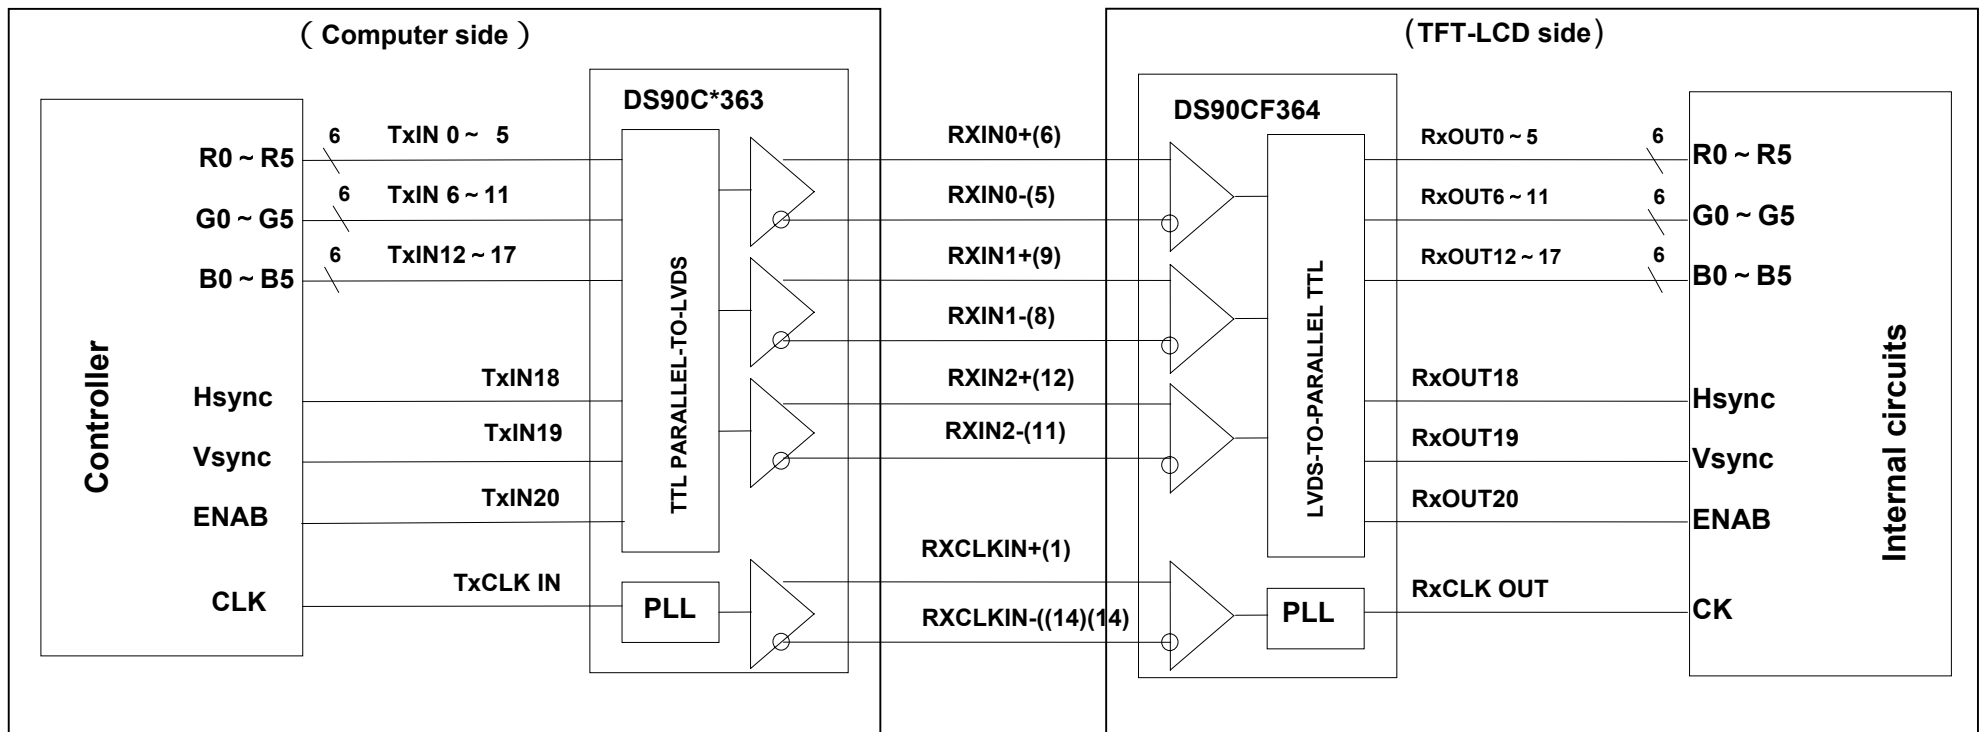 ( Computer side )
(TFT-LCD side)
DS90C*363
DS90CF364
R0 ~ R5
6
TxIN 0 ~ 5
G0 ~ G5
6
TxIN 6 ~ 11
B0 ~ B5
6
TxIN12 ~ 17
Controller
Hsync
TxIN18
Vsync
TxIN19
ENAB
TxIN20
CLK
TxCLK IN
TTL PARALLEL-TO-LVDS
PLL
RXIN0+(6)
RXIN0-(5)
RXIN1+(9)
RXIN1-(8)
RXIN2+(12)
RXIN2-(11)
RXCLKIN+(1)
RXCLKIN-((14)(14)
LVDS-TO-PARALLEL TTL
PLL
RxOUT0 ~ 5
6
R0 ~ R5
RxOUT6 ~ 11
6
G0 ~ G5
RxOUT12 ~ 17
6
B0 ~ B5
RxOUT18
Hsync
RxOUT19
Vsync
RxOUT20
ENAB
RxCLK OUT
CK
Internal circuits